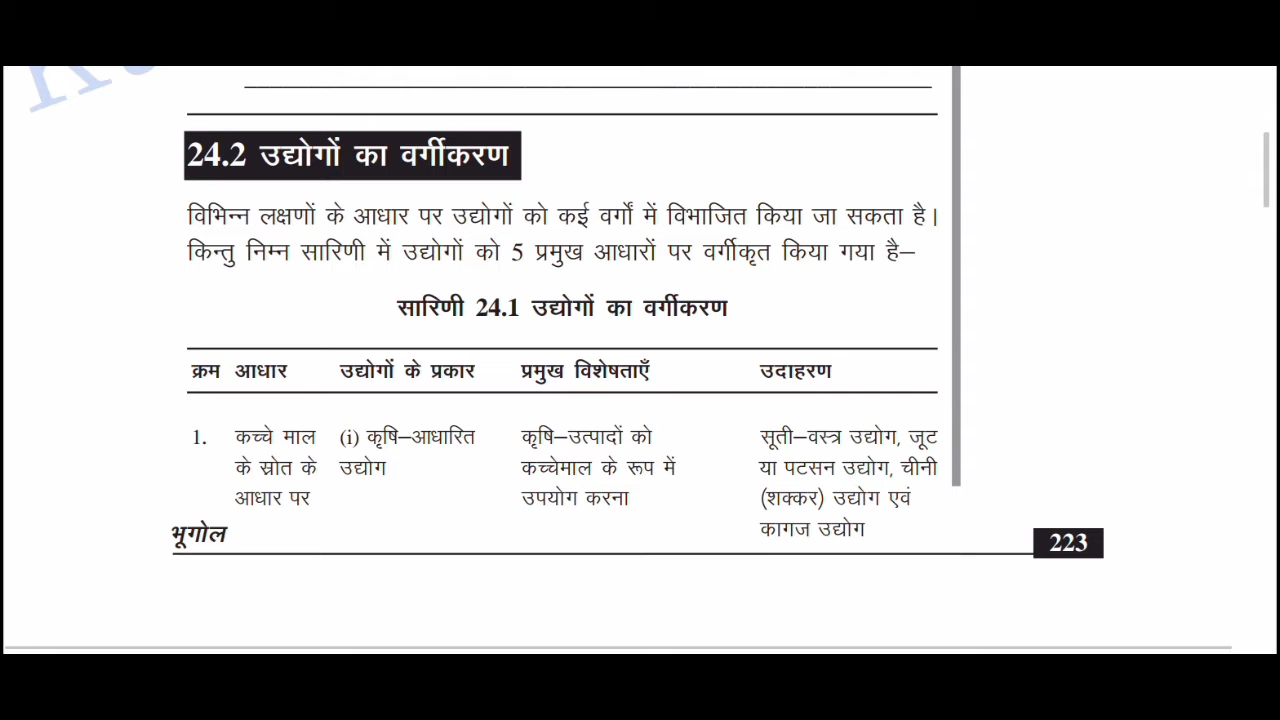 24.2 उद्योगों का वर्गीकरण
विभिन्न लक्षणों के आधार पर उद्योगों को कई वर्गों में विभाजित किया जा सकता है।
किन्तु निम्न सारिणी में उद्योगों को 5 प्रमुख आधारों पर वर्गीकृत किया गया है–
सारिणी 24.1 उद्योगों का वर्गीकरण
क्रम आधार उद्योगों के प्रकार प्रमुख विशेषताएँ उदाहरण
1. कच्चे माल (i) कृषि–आधारित कृषि–उत्पादों को सूती–वस्त्र उद्योग, जूट
के स्रोत के उद्योग कच्चेमाल के रूप में या पटसन उद्योग, चीनी
आधार पर उपयोग करना (शक्कर) उद्योग एवं
कागज उद्योग
भूगोल 223